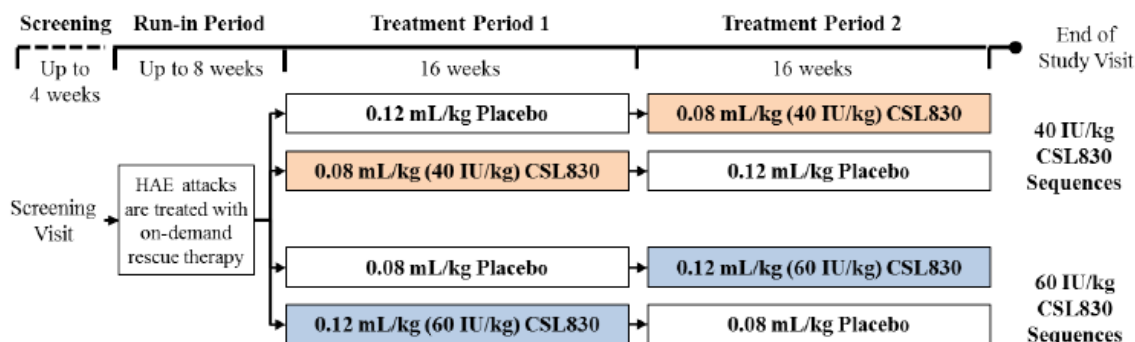 Screening
Run-in Period
Treatment Period 1
Treatment Period 2
Up to
4 weeks
Up to 8 weeks
16 weeks
16 weeks
End of
Study Visit
Screening
Visit
HAE attacks
are treated with
on-demand
rescue therapy
0.12 mL/kg Placebo
0.08 mL/kg (40 IU/kg) CSL830
0.08 mL/kg (40 IU/kg) CSL830
0.12 mL/kg Placebo
40 IU/kg
CSL830
Sequences
0.08 mL/kg Placebo
0.12 mL/kg (60 IU/kg) CSL830
0.12 mL/kg (60 IU/kg) CSL830
0.08 mL/kg Placebo
60 IU/kg
CSL830
Sequences